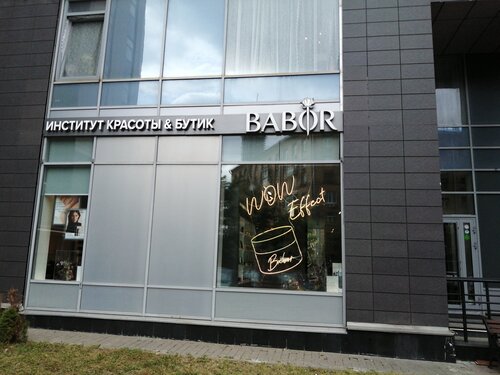 ИНСТИТУТ КРАСОТЫ & БУТИК BABOR
WOW
Effect
Babor